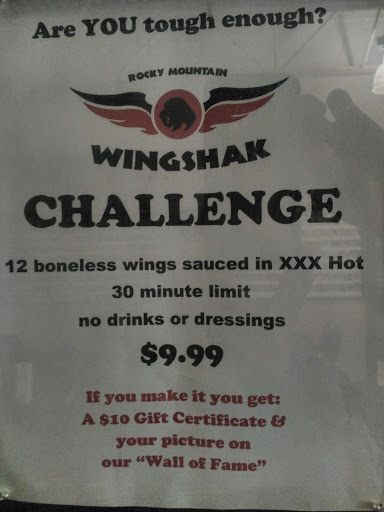 Are YOU tough enough?
ROCKY MOUNTAIN
WINGSHAK
CHALLENGE
12 boneless wings sauced in XXX Hot
30 minute limit
no drinks or dressings
$9.99
If you make it you get:
A $10 Gift Certificate &
your picture on
our “Wall of Fame”